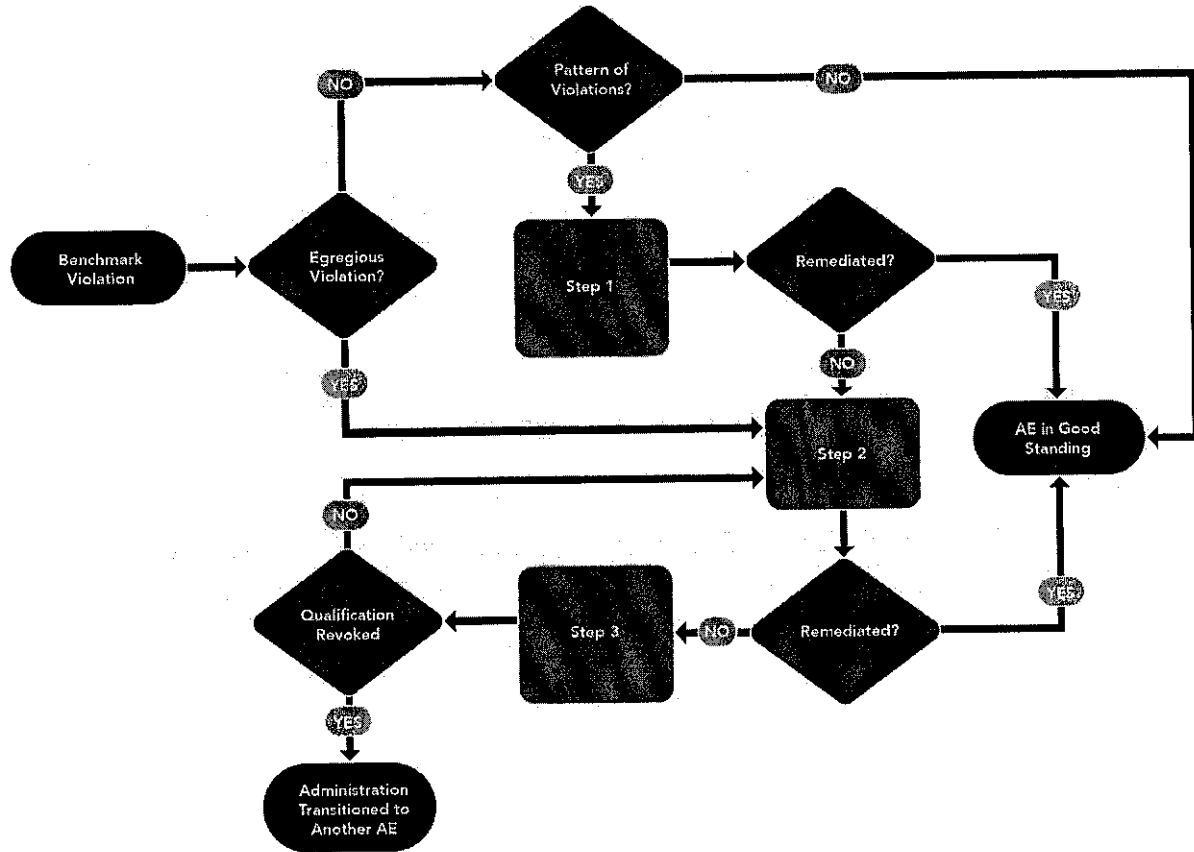 NO
Pattern of
Violations?
NO
YES
Benchmark
Violation
Egregious
Violation?
Step 1
Remediated?
YES
YES
NO
AE in Good
Standing
Step 2
NO
YES
Qualification
Revoked
Step 3
NO
Remediated?
YES
Administration
Transitioned to
Another AE